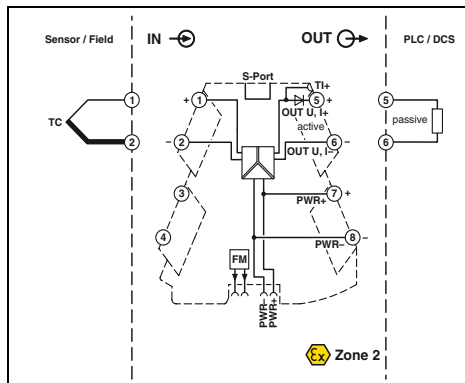 Sensor / Field
IN
OUT
PLC / DCS
S-Port
TI+
1
+
1
5
+
5
OUT U, I+
TC
active
passive
2
–
2
OUT U, I–
6
–
6
3
PWR+
7
+
4
PWR–
8
–
FM
PWR–
PWR+
Ex
Zone 2